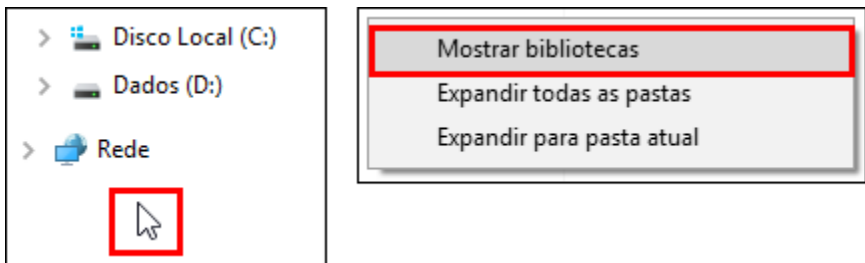 Disco Local (C:)
Dados (D:)
Rede
Mostrar bibliotecas
Expandir todas as pastas
Expandir para pasta atual